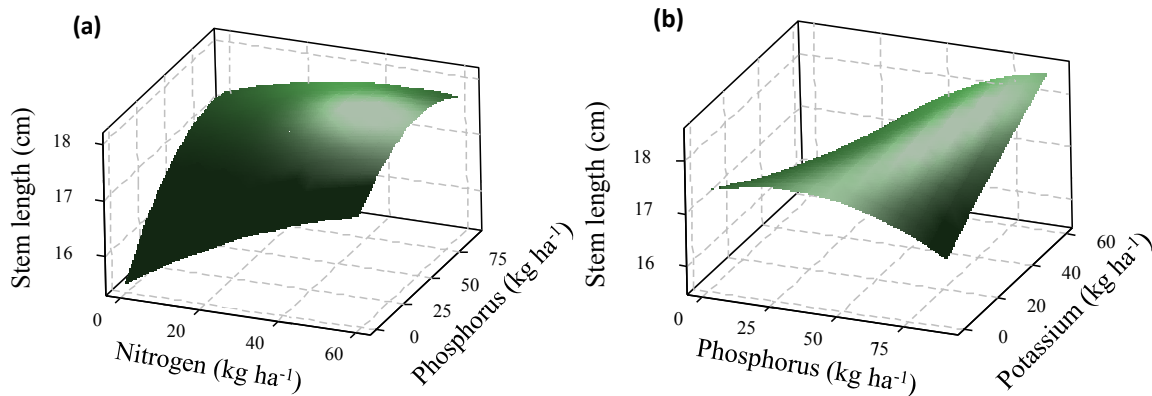 (a)
Stem length (cm)
18
17
16
0
20
40
60
Nitrogen (kg ha⁻¹)
0
25
50
75
Phosphorus (kg ha⁻¹)
(b)
Stem length (cm)
18
17
16
0
25
50
75
Phosphorus (kg ha⁻¹)
0
20
40
60
Potassium (kg ha⁻¹)